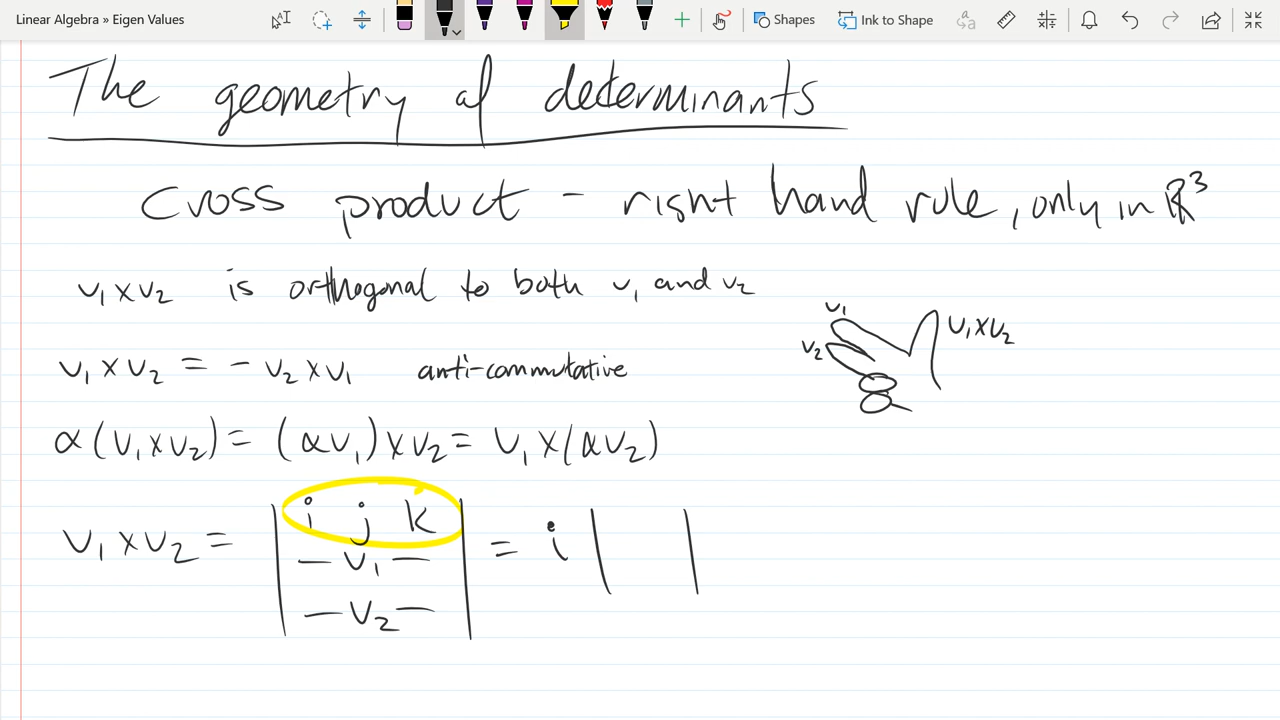 Linear Algebra » Eigen Values
Shapes
Ink to Shape
The geometry of determinants
Cross product - right hand rule, only in ℝ³
v₁ x v₂ is orthogonal to both v₁ and v₂
v₁
v₁ x v₂
v₂
v₁ x v₂ = - v₂ x v₁ anti-commutative
α(v₁ x v₂) = (αv₁) x v₂ = v₁ x (αv₂)
v₁ x v₂ = | i j k | = i |   |
- v₁ -
- v₂ -